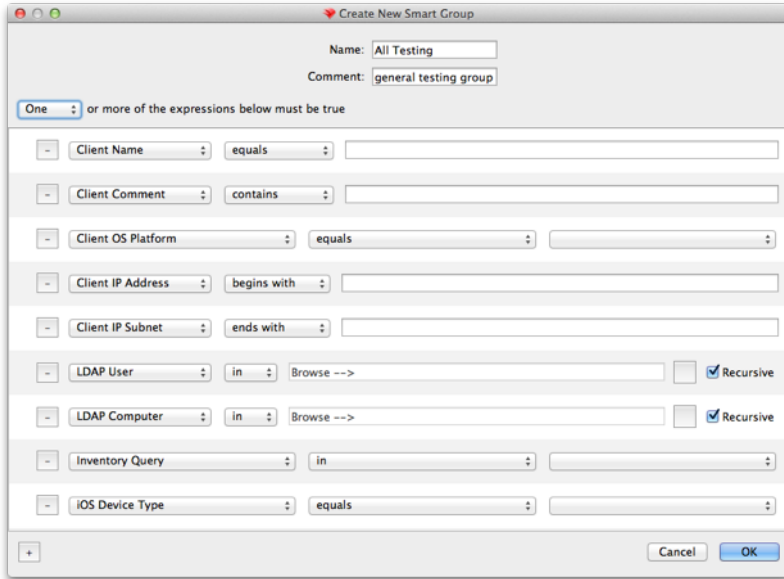 Create New Smart Group
Name: All Testing
Comment: general testing group
One or more of the expressions below must be true
- Client Name equals
- Client Comment contains
- Client OS Platform equals
- Client IP Address begins with
- Client IP Subnet ends with
- LDAP User in Browse --> Recursive
- LDAP Computer in Browse --> Recursive
- Inventory Query in
- iOS Device Type equals
+ Cancel OK